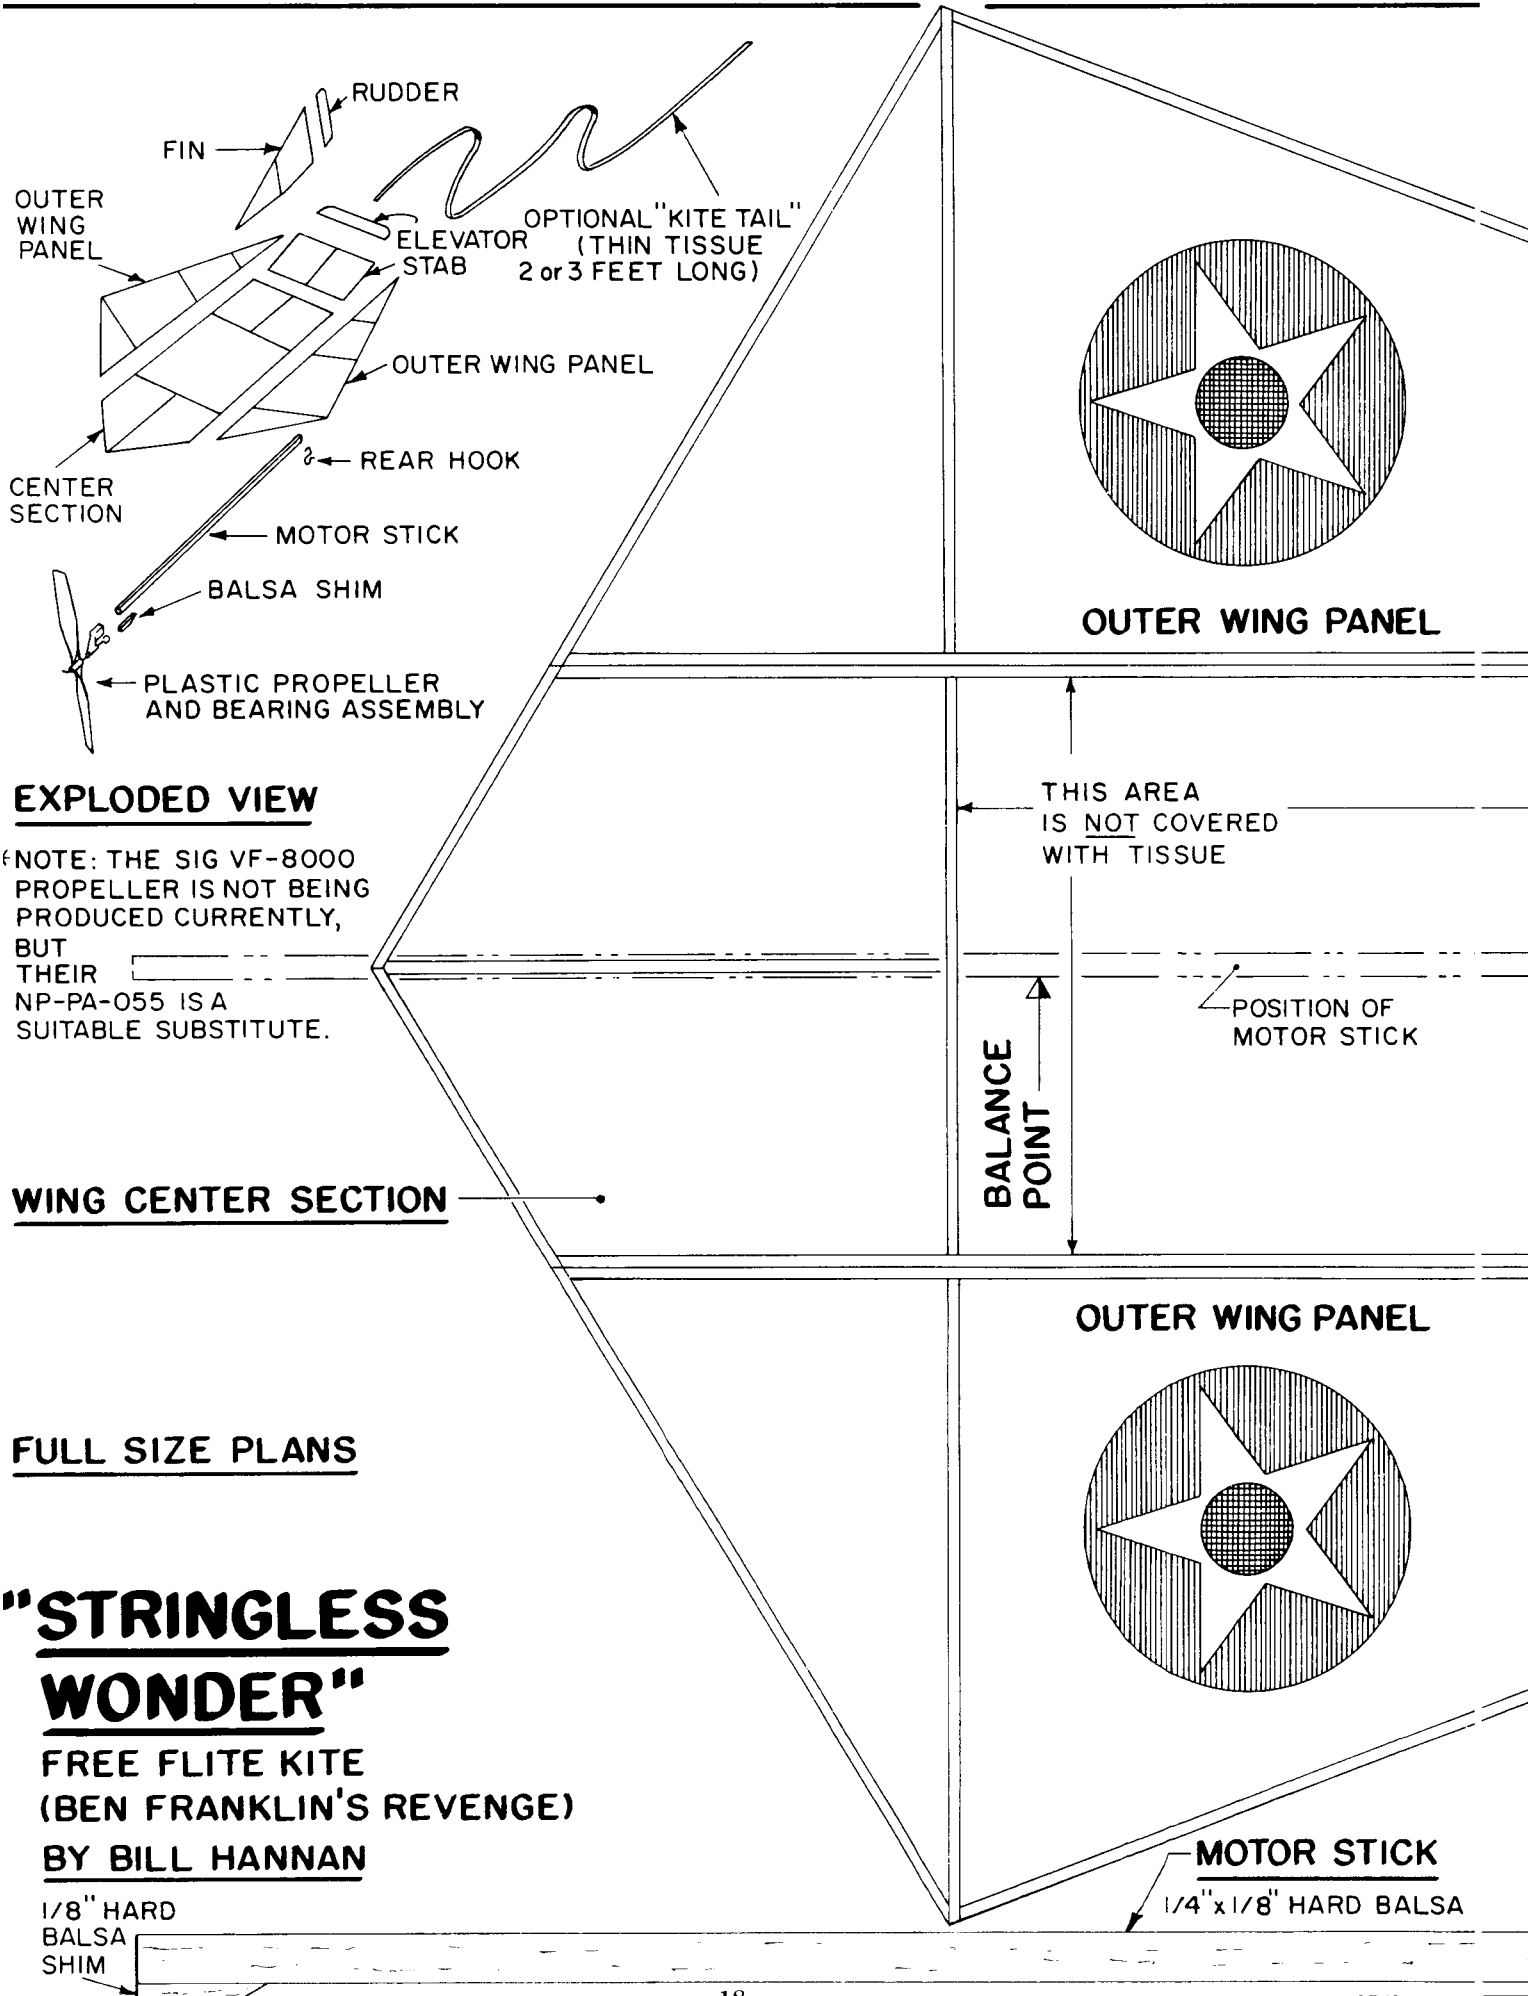 RUDDER
FIN
OUTER
WING
PANEL
OPTIONAL "KITE TAIL"
(THIN TISSUE
2 or 3 FEET LONG)
ELEVATOR
STAB
OUTER WING PANEL
REAR HOOK
CENTER
SECTION
MOTOR STICK
BALSA SHIM
PLASTIC PROPELLER
AND BEARING ASSEMBLY
EXPLODED VIEW
NOTE: THE SIG VF-8000
PROPELLER IS NOT BEING
PRODUCED CURRENTLY,
BUT
THEIR
NP-PA-055 IS A
SUITABLE SUBSTITUTE.
OUTER WING PANEL
THIS AREA
IS NOT COVERED
WITH TISSUE
POSITION OF
MOTOR STICK
BALANCE
POINT
WING CENTER SECTION
OUTER WING PANEL
FULL SIZE PLANS
"STRINGLESS
WONDER"
FREE FLITE KITE
(BEN FRANKLIN'S REVENGE)
BY BILL HANNAN
MOTOR STICK
1/4" x 1/8" HARD BALSA
1/8" HARD
BALSA
SHIM